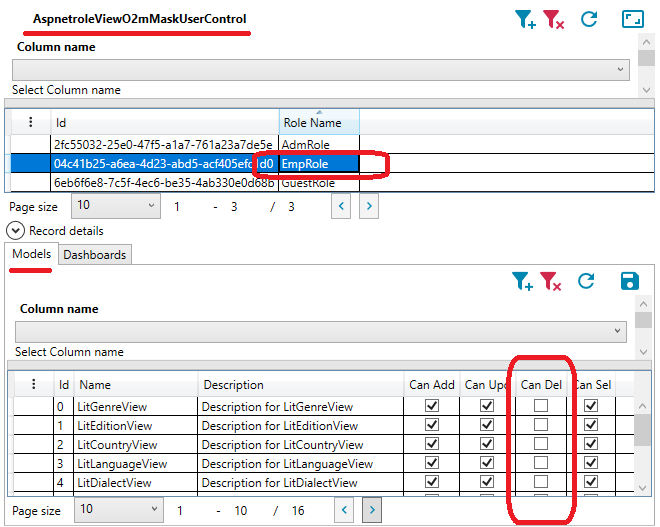 AspnetroleViewO2mMaskUserControl
Column name
Select Column name
Id Role Name
2fc55032-25e0-47f5-a1a7-761a23a7de5e AdmRole
04c41b25-a6ea-4d23-abd5-acf405efc d0 EmpRole
6eb6f6e8-7c5f-4ec6-be35-4ab330e0d68b GuestRole
Page size 10 1 - 3 / 3 < >
Record details
Models Dashboards
Column name
Select Column name
Id Name Description Can Add Can Upd Can Del Can Sel
0 LitGenreView Description for LitGenreView
1 LitEditionView Description for LitEditionView
2 LitCountryView Description for LitCountryView
3 LitLanguageView Description for LitLanguageView
4 LitDialectView Description for LitDialectView
Page size 10 1 - 10 / 16 < >